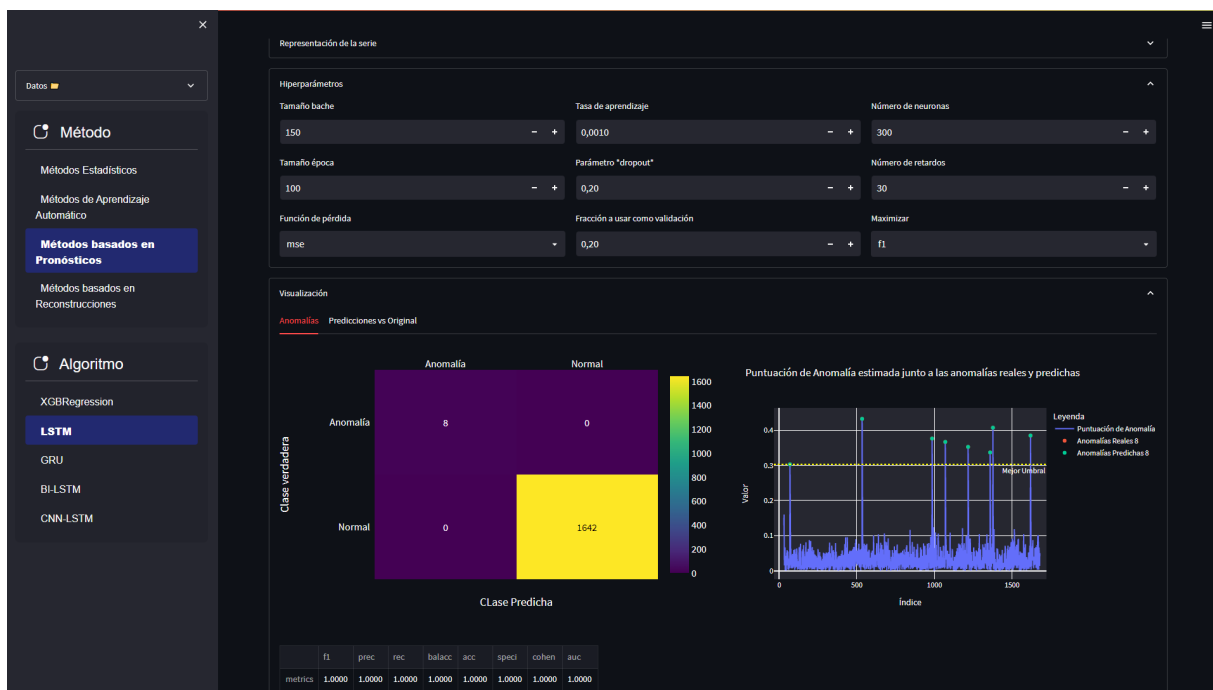 Datos
Método
Métodos Estadísticos
Métodos de Aprendizaje
Automático
Métodos basados en
Pronósticos
Métodos basados en
Reconstrucciones
Algoritmo
XGBRegression
LSTM
GRU
BI-LSTM
CNN-LSTM
Representación de la serie
Hiperparámetros
Tamaño bache
Tasa de aprendizaje
Número de neuronas
150 - +
0,0010 - +
300 - +
Tamaño época
Parámetro "dropout"
Número de retardos
100 - +
0,20 - +
30 - +
Función de pérdida
Fracción a usar como validación
Maximizar
mse
0,20 - +
f1
Visualización
Anomalías Predicciones vs Original
Anomalía Normal
Anomalía 8 0
Normal 0 1642
Clase verdadera
CLase Predicha
1600
1400
1200
1000
800
600
400
200
0
Puntuación de Anomalía estimada junto a las anomalías reales y predichas
Valor
0.4
0.3
0.2
0.1
0
Mejor Umbral
0 500 1000 1500
Índice
Leyenda
Puntuación de Anomalía
Anomalías Reales 8
Anomalías Predichas 8
f1 prec rec balacc acc speci cohen auc
metrics 1.0000 1.0000 1.0000 1.0000 1.0000 1.0000 1.0000 1.0000